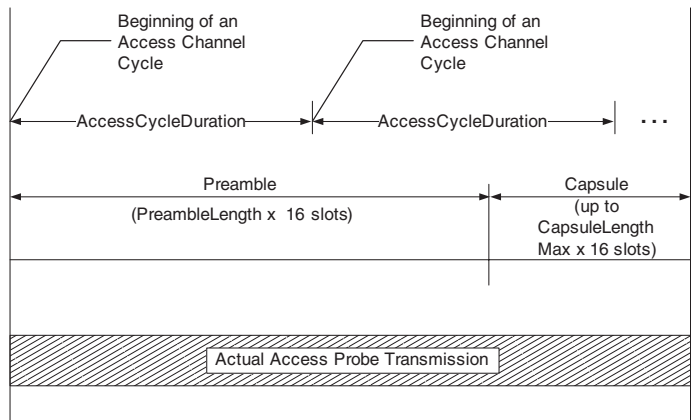 Beginning of an
Access Channel
Cycle
Beginning of an
Access Channel
Cycle
AccessCycleDuration
AccessCycleDuration
...
Preamble
(PreambleLength x 16 slots)
Capsule
(up to
CapsuleLength
Max x 16 slots)
Actual Access Probe Transmission